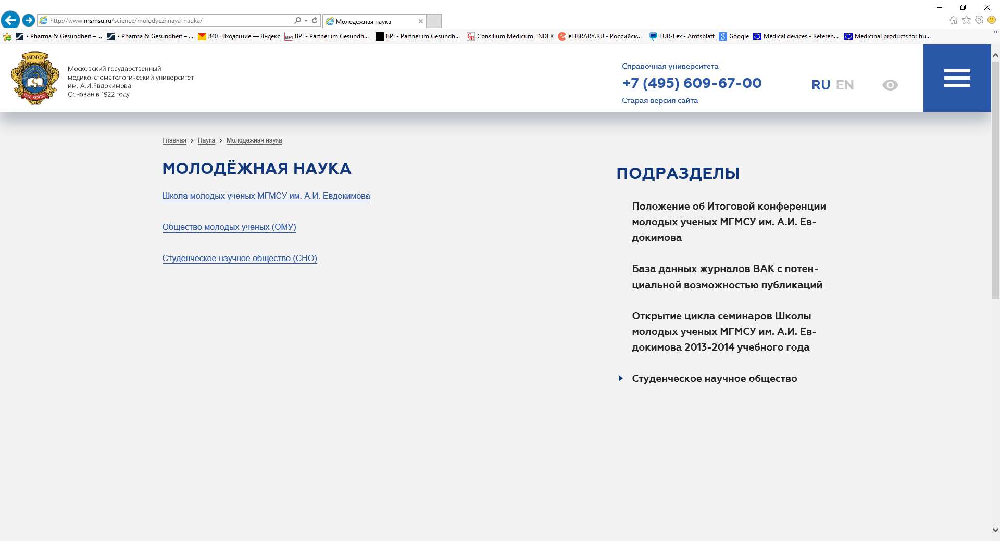 http://www.msmsu.ru/science/molodyezhnaya-nauka/
Молодёжная наука
• Pharma & Gesundheit – ...
• Pharma & Gesundheit – ...
840 · Входящие — Яндекс
BPI - Partner im Gesundh...
BPI - Partner im Gesundh...
Consilium Medicum INDEX
eLIBRARY.RU - Российск...
EUR-Lex - Amtsblatt
Google
Medical devices - Referen...
Medicinal products for hu...
МГМСУ
HINC SANITAS
Московский государственный
медико-стоматологический университет
им. А.И.Евдокимова
Основан в 1922 году
Справочная университета
+7 (495) 609-67-00
Старая версия сайта
RU EN
Главная > Наука > Молодёжная наука
МОЛОДЁЖНАЯ НАУКА
Школа молодых ученых МГМСУ им. А.И. Евдокимова
Общество молодых ученых (ОМУ)
Студенческое научное общество (СНО)
ПОДРАЗДЕЛЫ
Положение об Итоговой конференции
молодых ученых МГМСУ им. А.И. Ев-
докимова
База данных журналов ВАК с потен-
циальной возможностью публикаций
Открытие цикла семинаров Школы
молодых ученых МГМСУ им. А.И. Ев-
докимова 2013-2014 учебного года
Студенческое научное общество